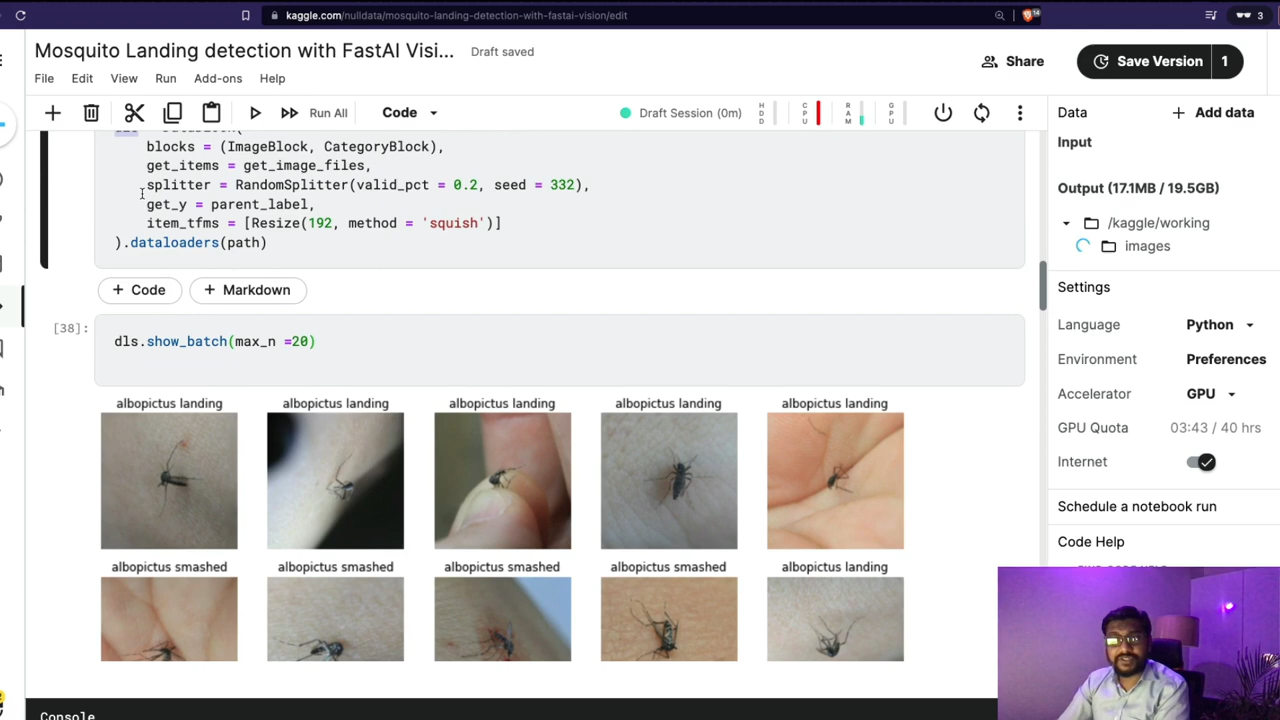 kaggle.com/nulldata/mosquito-landing-detection-with-fastai-vision/edit
14
3
Mosquito Landing detection with FastAI Visi...
Draft saved
Share
Save Version
1
File
Edit
View
Run
Add-ons
Help
Run All
Code
Draft Session (0m)
HDD
CPU
RAM
GPU
Data
Add data
blocks = (ImageBlock, CategoryBlock),
get_items = get_image_files,
splitter = RandomSplitter(valid_pct = 0.2, seed = 332),
get_y = parent_label,
item_tfms = [Resize(192, method = 'squish')]
).dataloaders(path)
+ Code
+ Markdown
[38]:
dls.show_batch(max_n =20)
albopictus landing
albopictus landing
albopictus landing
albopictus landing
albopictus landing
albopictus smashed
albopictus smashed
albopictus smashed
albopictus smashed
albopictus landing
Console
Input
Output (17.1MB / 19.5GB)
/kaggle/working
images
Settings
Language
Python
Environment
Preferences
Accelerator
GPU
GPU Quota
03:43 / 40 hrs
Internet
Schedule a notebook run
Code Help